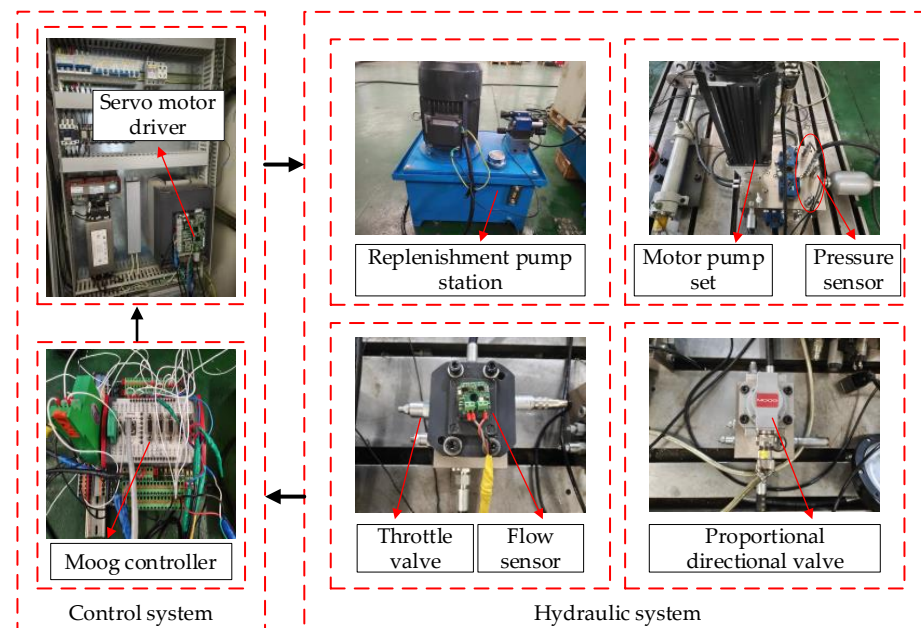 Servo motor
driver
Replenishment pump
station
Motor pump
set
Pressure
sensor
Moog controller
Throttle
valve
Flow
sensor
MOOG
Proportional
directional valve
Control system
Hydraulic system